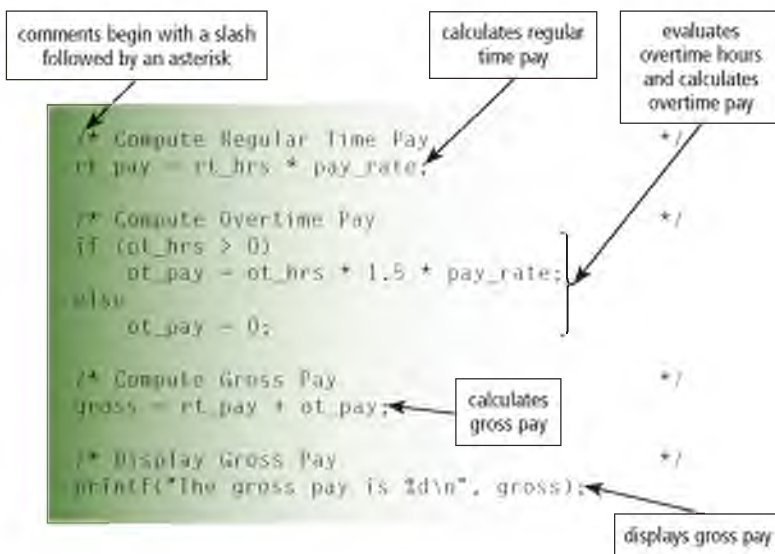 comments begin with a slash
followed by an asterisk
calculates regular
time pay
evaluates
overtime hours
and calculates
overtime pay
/* Compute Regular Time Pay */
rt_pay = rt_hrs * pay_rate;
/* Compute Overtime Pay */
if (ot_hrs > 0)
ot_pay = ot_hrs * 1.5 * pay_rate;
else
ot_pay = 0;
/* Compute Gross Pay */
gross = rt_pay + ot_pay;
calculates
gross pay
/* Display Gross Pay */
printf("The gross pay is %d\n", gross);
displays gross pay